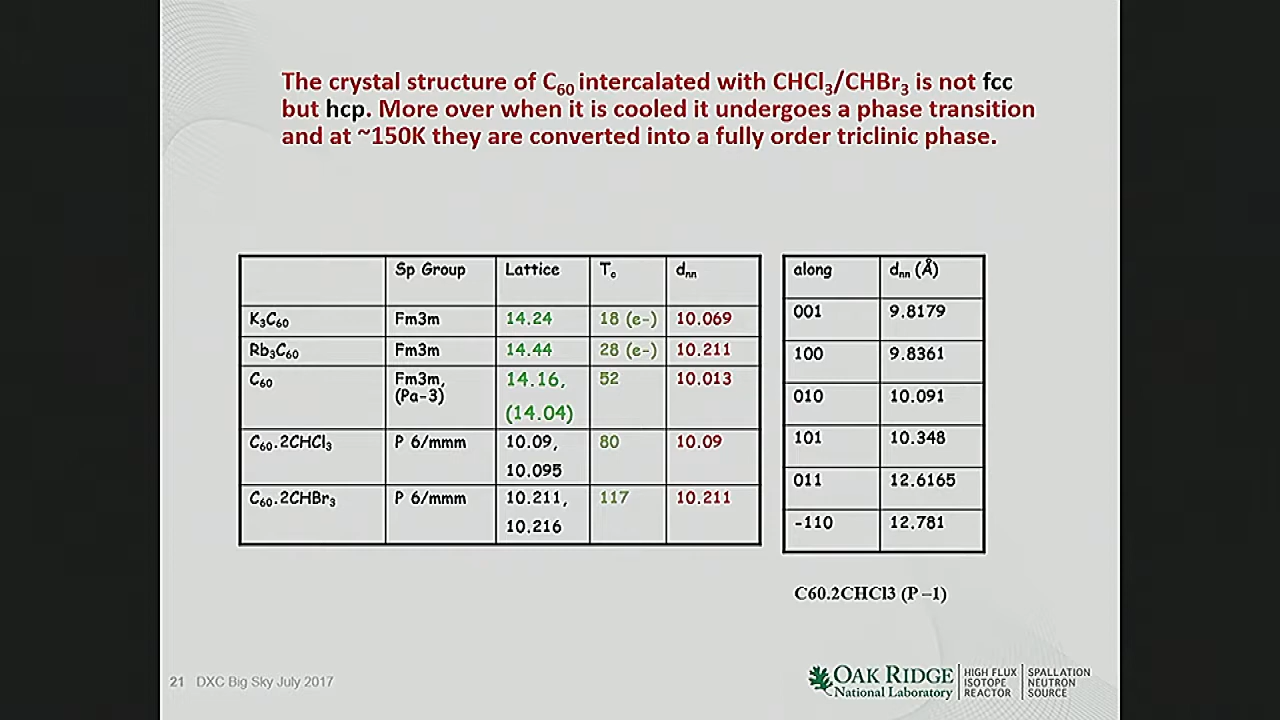 The crystal structure of C60 intercalated with CHCl3/CHBr3 is not fcc
but hcp. More over when it is cooled it undergoes a phase transition
and at ~150K they are converted into a fully order triclinic phase.
Sp Group Lattice Tc dnn
K3C60 Fm3m 14.24 18 (e-) 10.069
Rb3C60 Fm3m 14.44 28 (e-) 10.211
C60 Fm3m, 14.16, 52 10.013
(Pa-3) (14.04)
C60.2CHCl3 P 6/mmm 10.09, 80 10.09
10.095
C60.2CHBr3 P 6/mmm 10.211, 117 10.211
10.216
along dnn (Å)
001 9.8179
100 9.8361
010 10.091
101 10.348
011 12.6165
-110 12.781
C60.2CHCl3 (P –1)
21 DXC Big Sky July 2017
OAK RIDGE
National Laboratory
HIGH FLUX
ISOTOPE
REACTOR
SPALLATION
NEUTRON
SOURCE